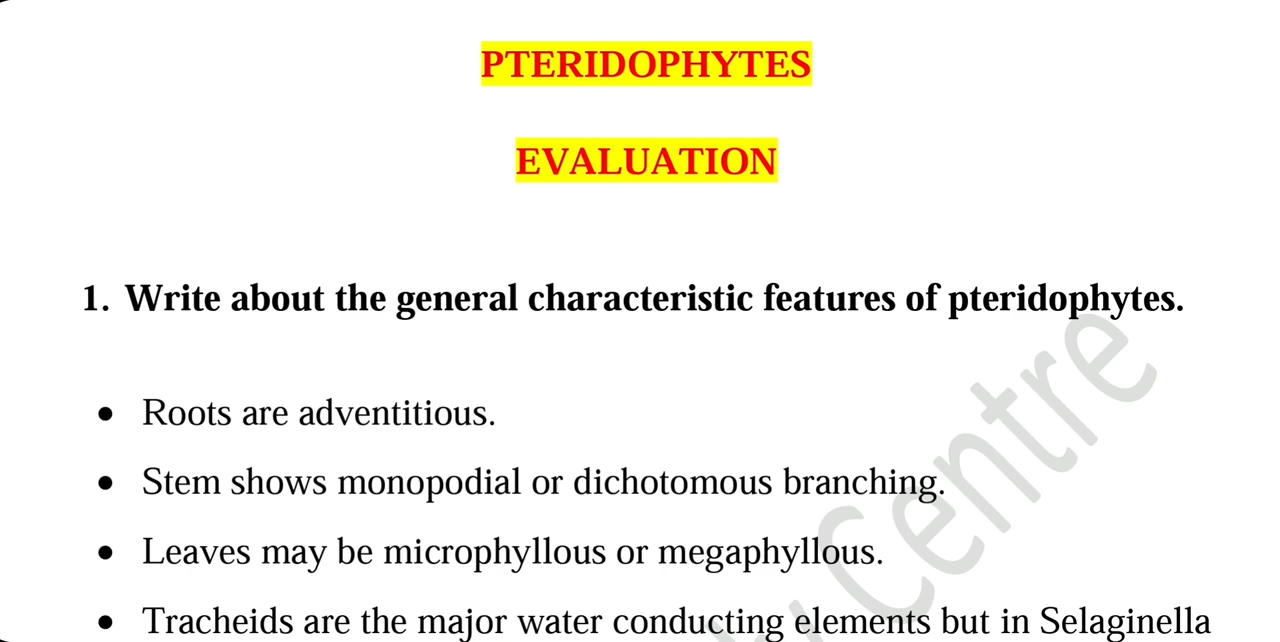 PTERIDOPHYTES
EVALUATION
1. Write about the general characteristic features of pteridophytes.
• Roots are adventitious.
• Stem shows monopodial or dichotomous branching.
• Leaves may be microphyllous or megaphyllous.
• Tracheids are the major water conducting elements but in Selaginella
Centre